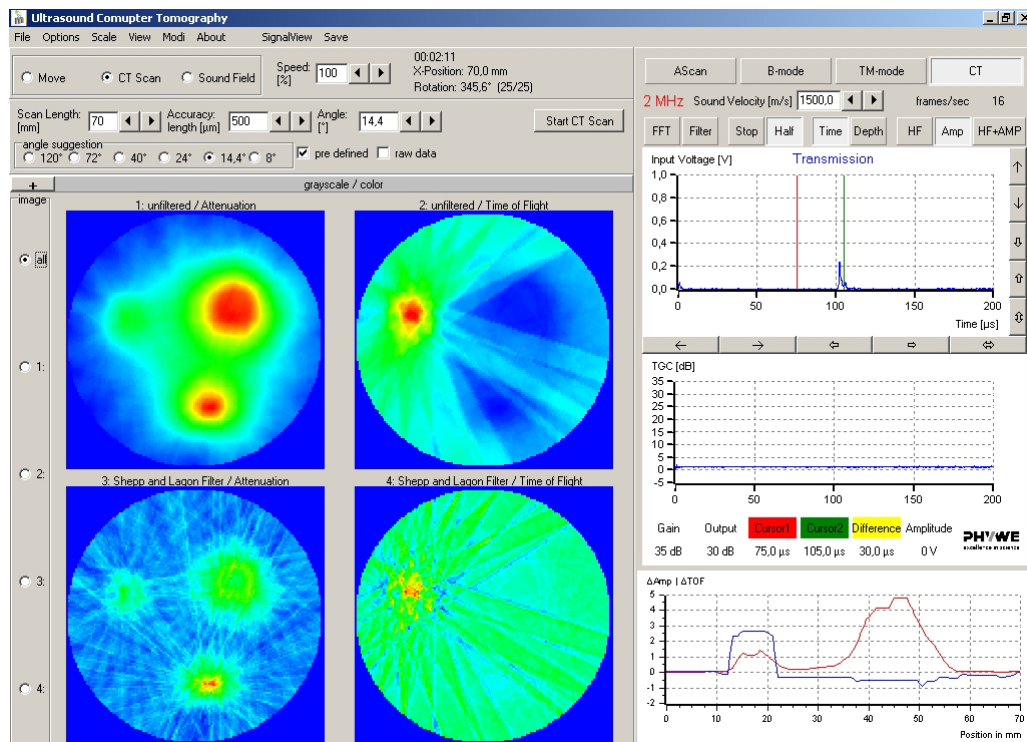 Ultrasound Comupter Tomography
File Options Scale View Modi About SignalView Save
Move CT Scan Sound Field
Speed: [%] 100
00:02:11
X-Position: 70,0 mm
Rotation: 345,6° (25/25)
Scan Length: [mm] 70
Accuracy: length [µm] 500
Angle: [°] 14,4
Start CT Scan
angle suggestion
120° 72° 40° 24° 14,4° 8°
pre defined raw data
+ grayscale / color
image
all
1:
2:
3:
4:
1: unfiltered / Attenuation
2: unfiltered / Time of Flight
3: Shepp and Lagon Filter / Attenuation
4: Shepp and Lagon Filter / Time of Flight
AScan B-mode TM-mode CT
2 MHz Sound Velocity [m/s] 1500,0 frames/sec 16
FFT Filter Stop Half Time Depth HF Amp HF+AMP
Input Voltage [V] Transmission
1,0
0,8
0,6
0,4
0,2
0,0
0 50 100 150 200
Time [µs]
TGC [dB]
35
30
25
20
15
10
5
0
-5
0 50 100 150 200
Gain Output Cursor1 Cursor2 Difference Amplitude
35 dB 30 dB 75,0 µs 105,0 µs 30,0 µs 0 V
PHYWE
excellence in science
ΔAmp | ΔTOF
5
4
3
2
1
0
-1
-2
0 10 20 30 40 50 60 70
Position in mm